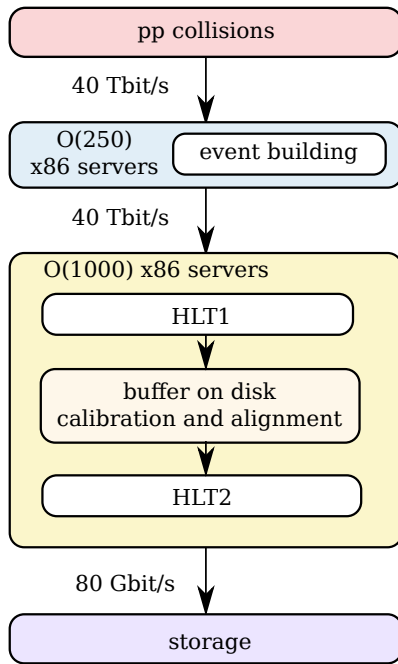 pp collisions
40 Tbit/s
O(250)
x86 servers
event building
40 Tbit/s
O(1000) x86 servers
HLT1
buffer on disk
calibration and alignment
HLT2
80 Gbit/s
storage